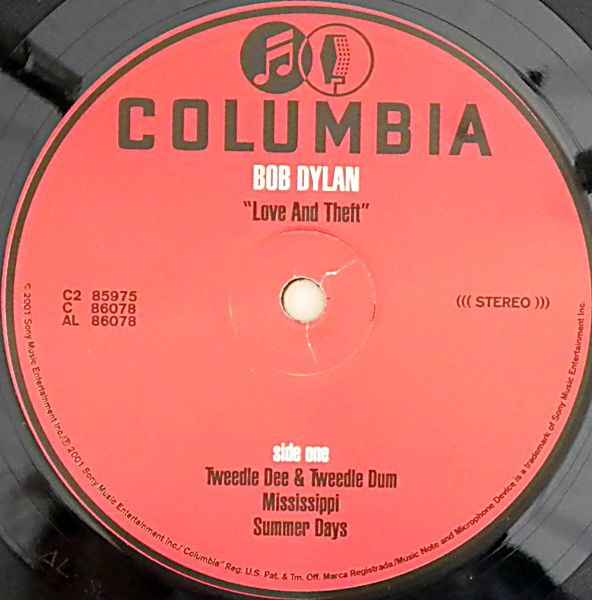 COLUMBIA
BOB DYLAN
"Love And Theft"
C2 85975
C 86078
AL 86078
((( STEREO )))
side one
Tweedle Dee & Tweedle Dum
Mississippi
Summer Days
© 2001 Sony Music Entertainment Inc./℗ 2001 Sony Music Entertainment Inc./"Columbia" Reg. U.S. Pat. & Tm. Off. Marca Registrada./Music Note and Microphone Device is a trademark of Sony Music Entertainment Inc.
AL